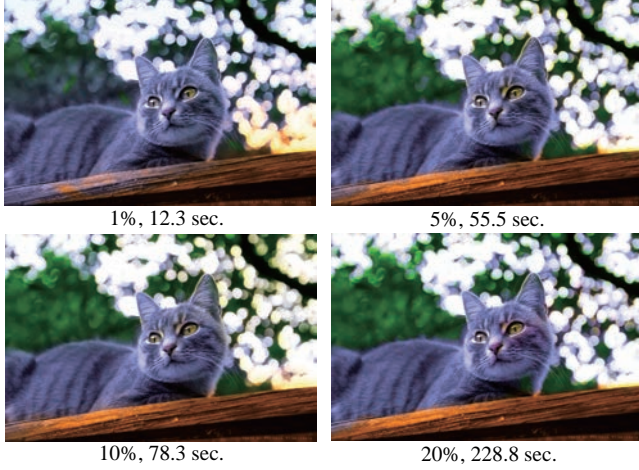 1%, 12.3 sec.
5%, 55.5 sec.
10%, 78.3 sec.
20%, 228.8 sec.